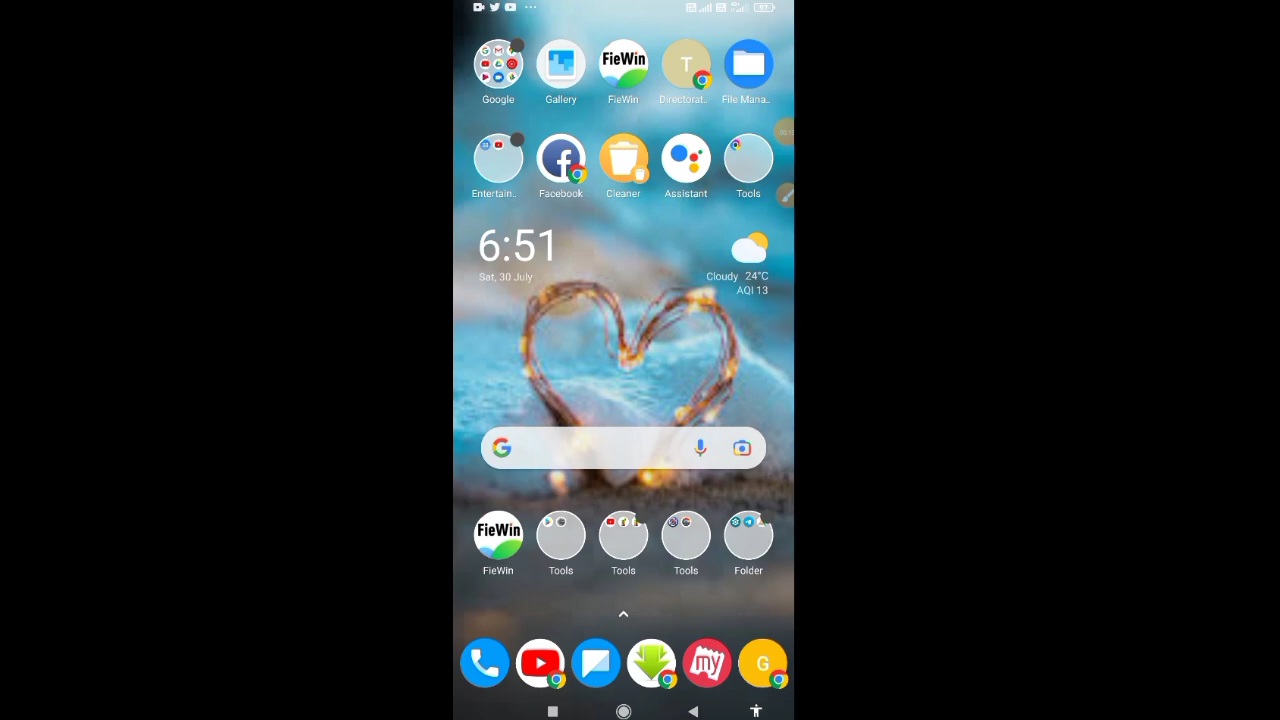 Google
Gallery
FieWin
FieWin
T
Directorat..
File Mana..
Entertain..
Facebook
Cleaner
Assistant
Tools
6:51
Sat, 30 July
Cloudy 24°C
AQI 13
FieWin
FieWin
Tools
Tools
Tools
Folder
my
G